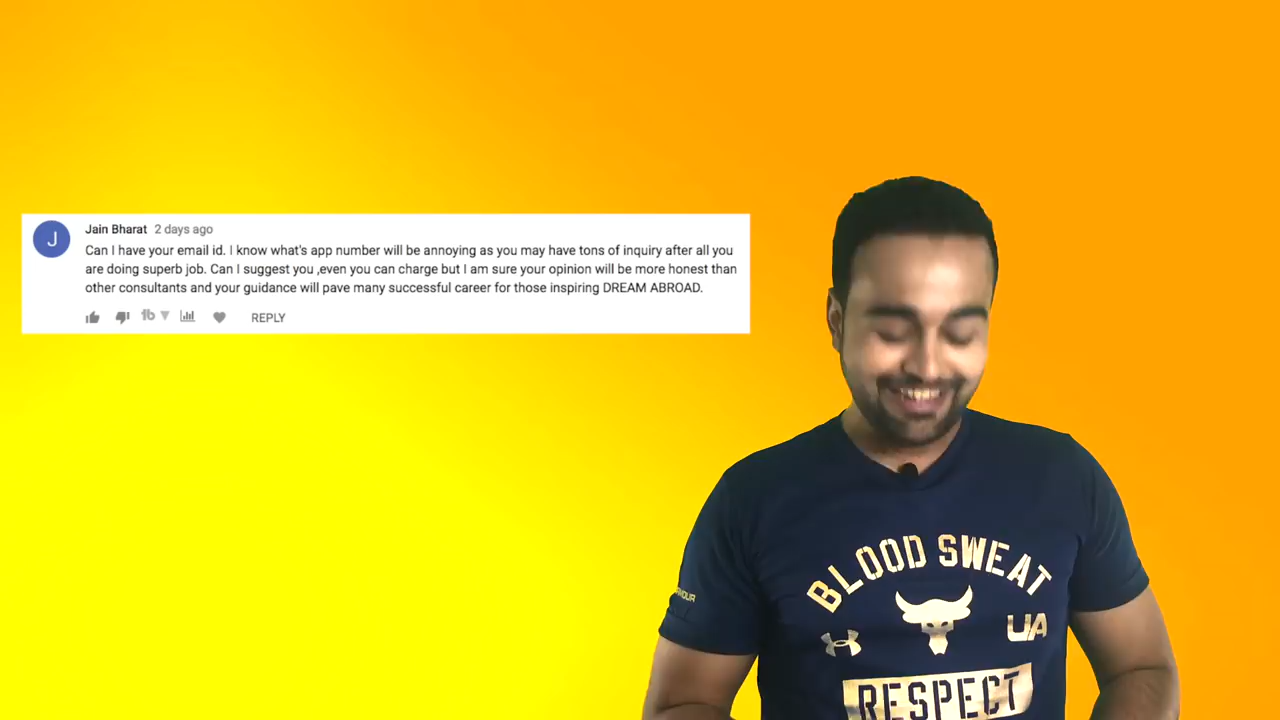 Jain Bharat 2 days ago
Can I have your email id. I know what's app number will be annoying as you may have tons of inquiry after all you
are doing superb job. Can I suggest you ,even you can charge but I am sure your opinion will be more honest than
other consultants and your guidance will pave many successful career for those inspiring DREAM ABROAD.
REPLY
J
BLOOD SWEAT
UA
RESPECT